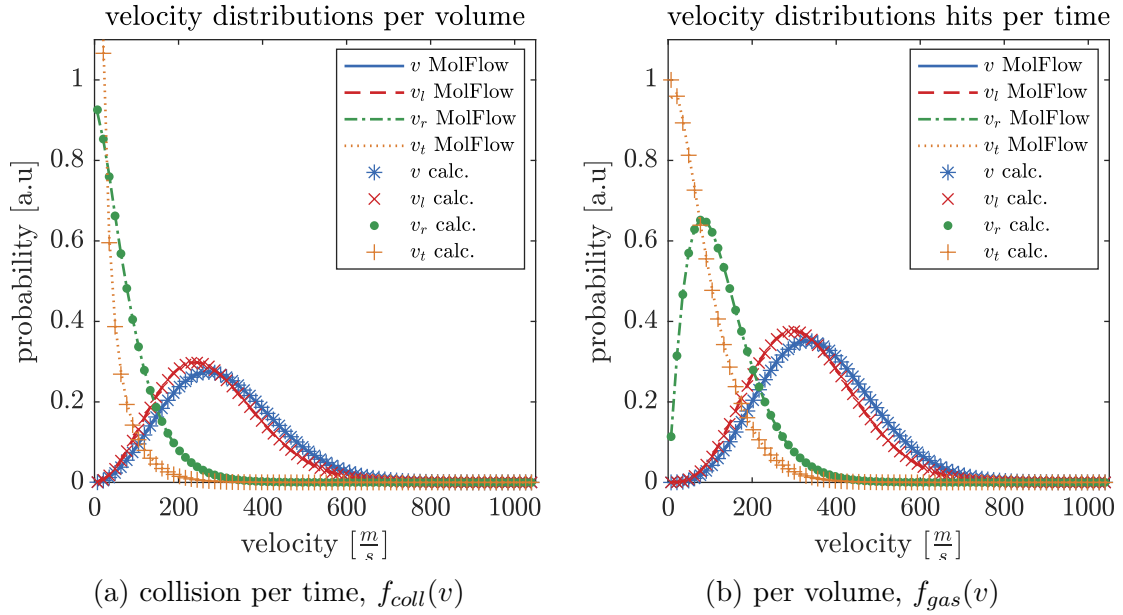 velocity distributions per volume
probability [a.u]
1
0.8
0.6
0.4
0.2
0
v MolFlow
v_l MolFlow
v_r MolFlow
v_t MolFlow
v calc.
v_l calc.
v_r calc.
v_t calc.
0 200 400 600 800 1000
velocity [m/s]
(a) collision per time, f_coll(v)
velocity distributions hits per time
probability [a.u]
1
0.8
0.6
0.4
0.2
0
v MolFlow
v_l MolFlow
v_r MolFlow
v_t MolFlow
v calc.
v_l calc.
v_r calc.
v_t calc.
0 200 400 600 800 1000
velocity [m/s]
(b) per volume, f_gas(v)